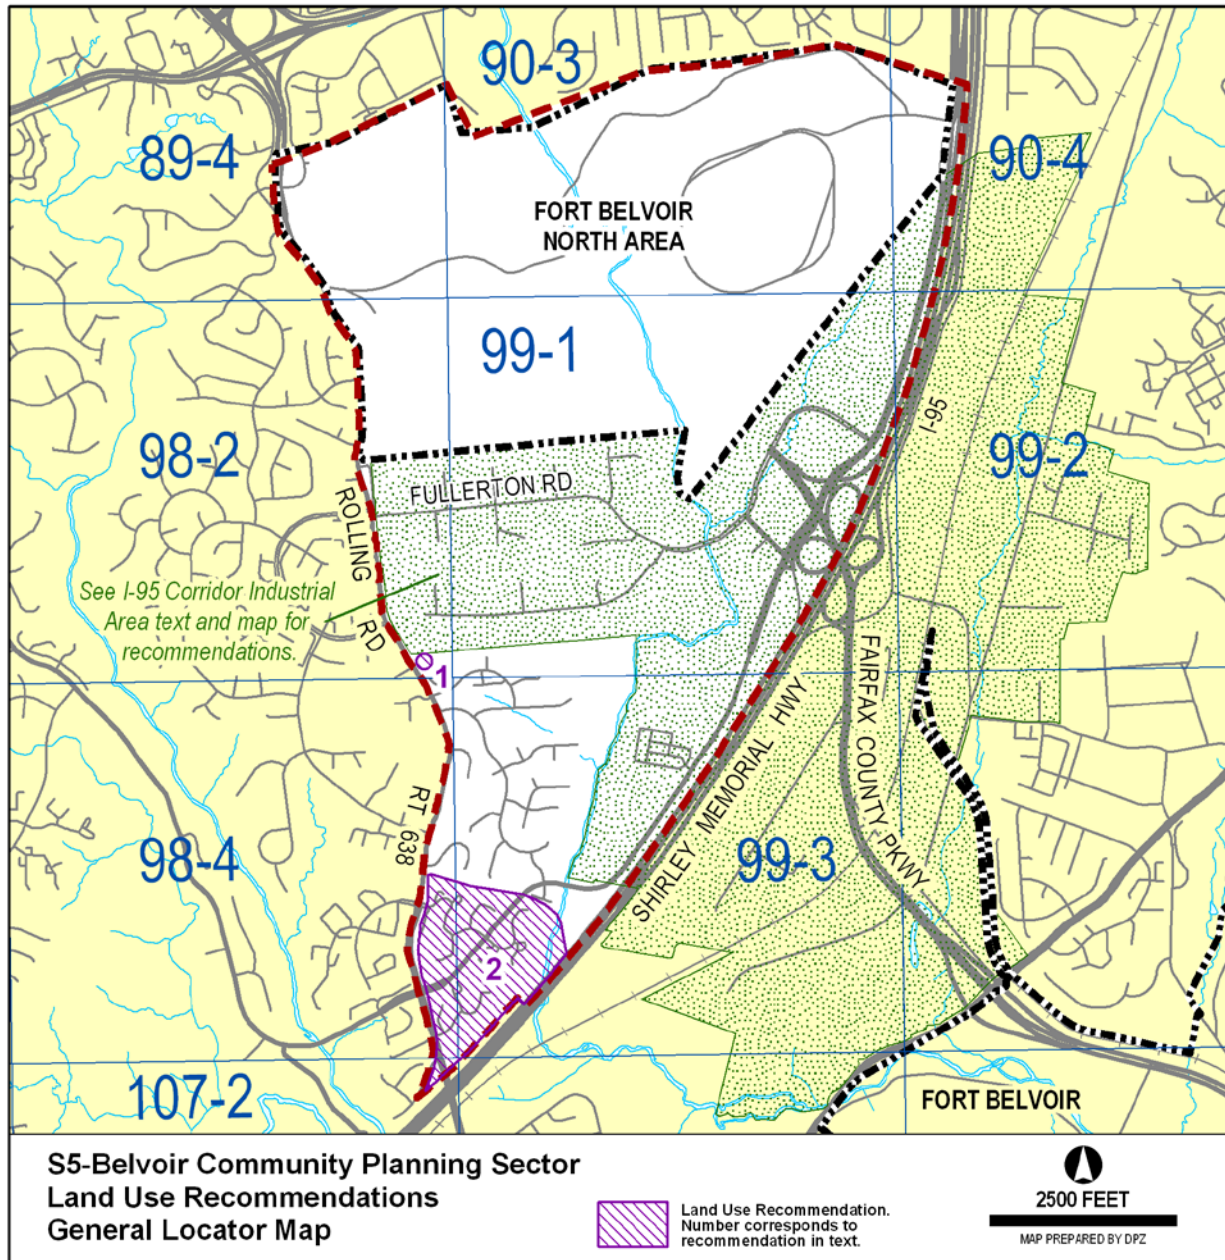 90-3
89-4
90-4
FORT BELVOIR
NORTH AREA
99-1
I-95
98-2
99-2
FULLERTON RD
ROLLING RD
See I-95 Corridor Industrial
Area text and map for
recommendations.
1
FAIRFAX COUNTY PKWY
SHIRLEY MEMORIAL HWY
RT 638
98-4
99-3
2
107-2
FORT BELVOIR
S5-Belvoir Community Planning Sector
Land Use Recommendations
General Locator Map
Land Use Recommendation.
Number corresponds to
recommendation in text.
2500 FEET
MAP PREPARED BY DPZ